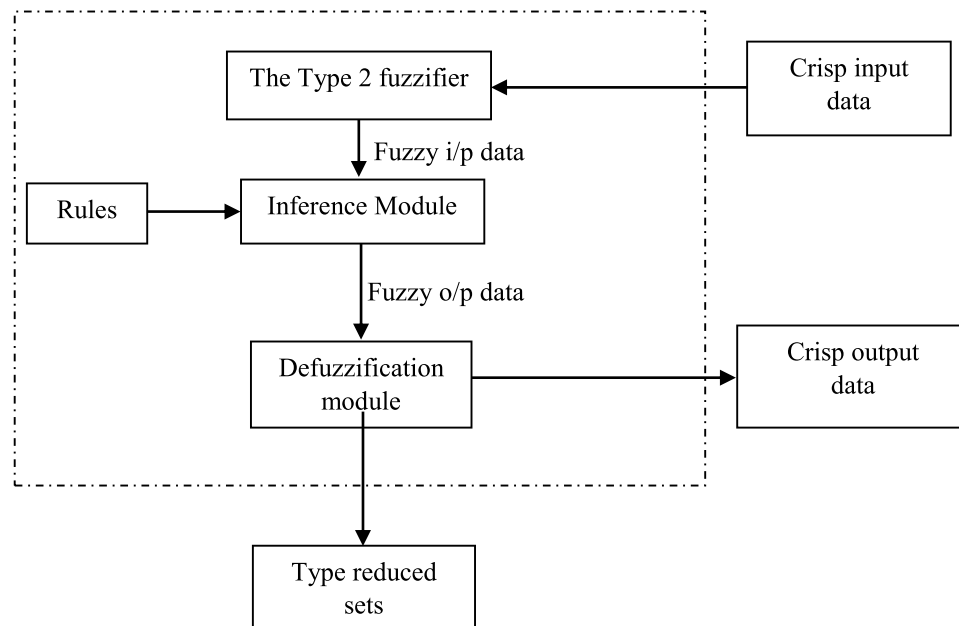 The Type 2 fuzzifier
Crisp input
data
Fuzzy i/p data
Rules
Inference Module
Fuzzy o/p data
Defuzzification
module
Crisp output
data
Type reduced
sets